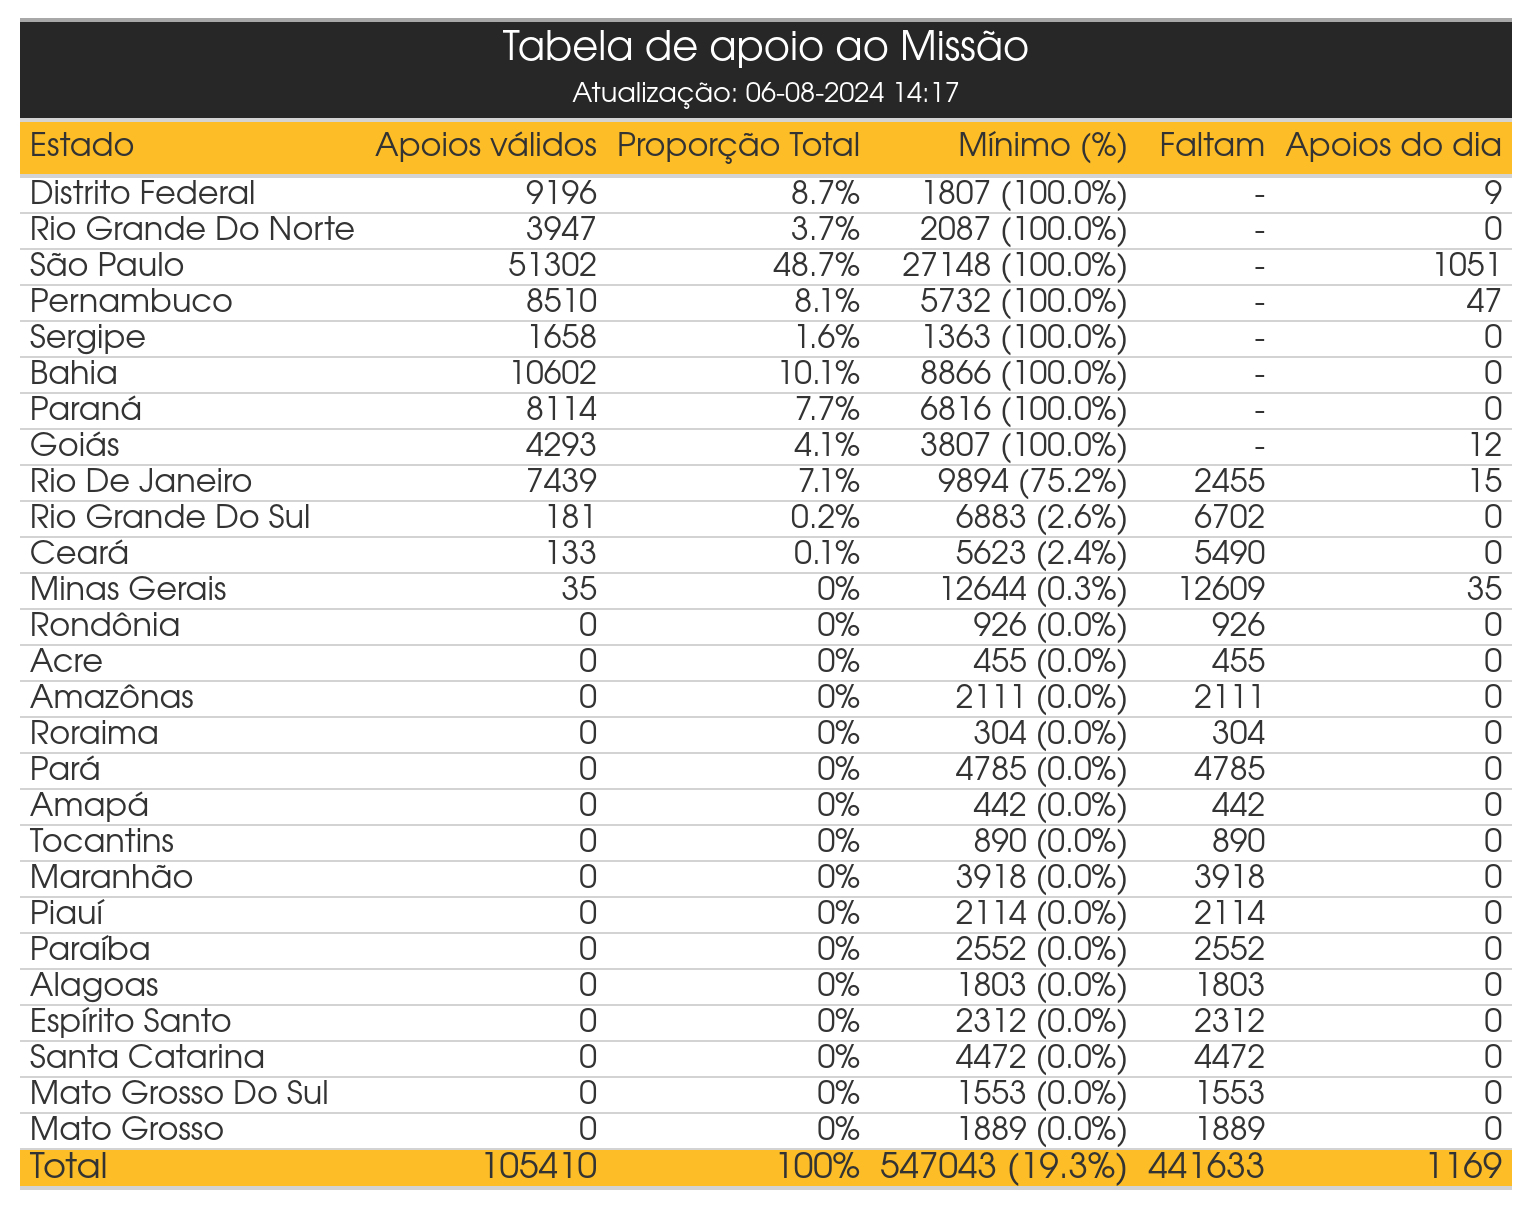 Tabela de apoio ao Missão
Atualização: 06-08-2024 14:17
Estado Apoios válidos Proporção Total Mínimo (%) Faltam Apoios do dia
Distrito Federal 9196 8.7% 1807 (100.0%) - 9
Rio Grande Do Norte 3947 3.7% 2087 (100.0%) - 0
São Paulo 51302 48.7% 27148 (100.0%) - 1051
Pernambuco 8510 8.1% 5732 (100.0%) - 47
Sergipe 1658 1.6% 1363 (100.0%) - 0
Bahia 10602 10.1% 8866 (100.0%) - 0
Paraná 8114 7.7% 6816 (100.0%) - 0
Goiás 4293 4.1% 3807 (100.0%) - 12
Rio De Janeiro 7439 7.1% 9894 (75.2%) 2455 15
Rio Grande Do Sul 181 0.2% 6883 (2.6%) 6702 0
Ceará 133 0.1% 5623 (2.4%) 5490 0
Minas Gerais 35 0% 12644 (0.3%) 12609 35
Rondônia 0 0% 926 (0.0%) 926 0
Acre 0 0% 455 (0.0%) 455 0
Amazônas 0 0% 2111 (0.0%) 2111 0
Roraima 0 0% 304 (0.0%) 304 0
Pará 0 0% 4785 (0.0%) 4785 0
Amapá 0 0% 442 (0.0%) 442 0
Tocantins 0 0% 890 (0.0%) 890 0
Maranhão 0 0% 3918 (0.0%) 3918 0
Piauí 0 0% 2114 (0.0%) 2114 0
Paraíba 0 0% 2552 (0.0%) 2552 0
Alagoas 0 0% 1803 (0.0%) 1803 0
Espírito Santo 0 0% 2312 (0.0%) 2312 0
Santa Catarina 0 0% 4472 (0.0%) 4472 0
Mato Grosso Do Sul 0 0% 1553 (0.0%) 1553 0
Mato Grosso 0 0% 1889 (0.0%) 1889 0
Total 105410 100% 547043 (19.3%) 441633 1169